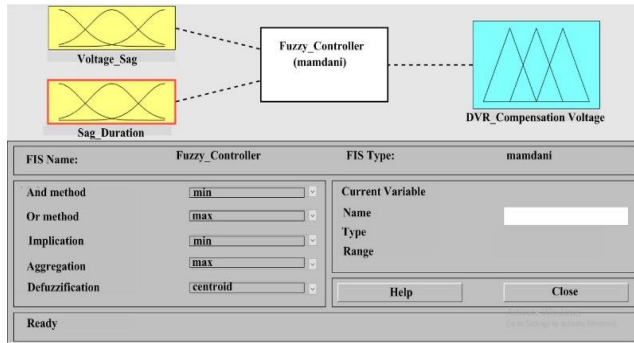 Voltage_Sag
Fuzzy_Controller
(mamdani)
Sag_Duration
DVR_Compensation Voltage
FIS Name: Fuzzy_Controller FIS Type: mamdani
And method min
Or method max
Implication min
Aggregation max
Defuzzification centroid
Current Variable
Name
Type
Range
Help Close
Ready